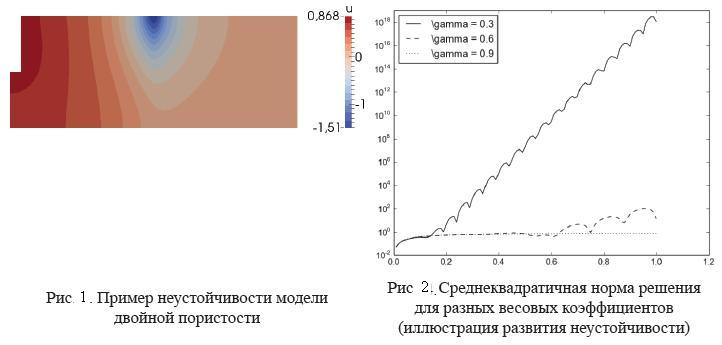 0,868
u
0
-1
-1,51
10^18
10^16
10^14
10^12
10^10
10^8
10^6
10^4
10^2
10^0
10^-2
\gamma = 0.3
\gamma = 0.6
\gamma = 0.9
0.0 0.2 0.4 0.6 0.8 1.0 1.2
Рис. 1. Пример неустойчивости модели
двойной пористости
Рис 2.. Среднеквадратичная норма решения
для разных весовых коэффициентов
(иллюстрация развития неустойчивости)